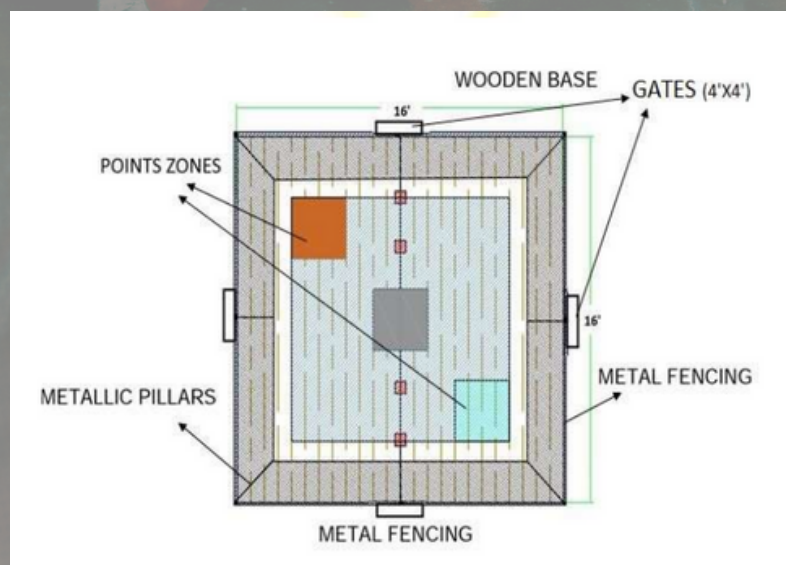 WOODEN BASE
GATES (4'X4')
16'
POINTS ZONES
16'
METAL FENCING
METALLIC PILLARS
METAL FENCING